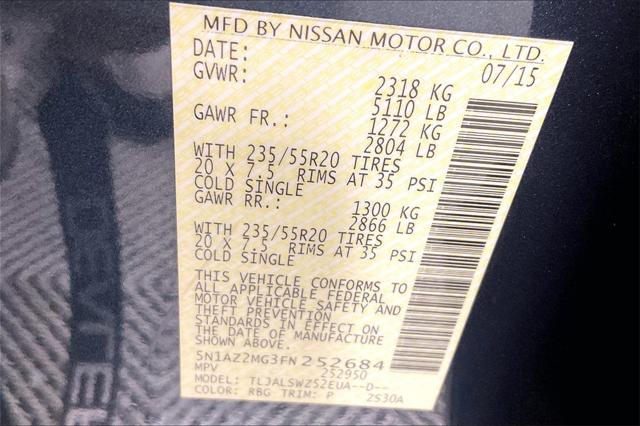 MFD BY NISSAN MOTOR CO., LTD.
DATE: 07/15
GVWR: 2318 KG
5110 LB
GAWR FR.: 1272 KG
2804 LB
WITH 235/55R20 TIRES
20 X 7.5 RIMS AT 35 PSI
COLD SINGLE
GAWR RR.: 1300 KG
2866 LB
WITH 235/55R20 TIRES
20 X 7.5 RIMS AT 35 PSI
COLD SINGLE
THIS VEHICLE CONFORMS TO
ALL APPLICABLE FEDERAL
MOTOR VEHICLE SAFETY AND
THEFT PREVENTION
STANDARDS IN EFFECT ON
THE DATE OF MANUFACTURE
SHOWN ABOVE.
5N1AZ2MG3FN252684
MPV 252950
MODEL: TLJALSWZ52EUA--D--
COLOR: RBG TRIM: P ZS30A